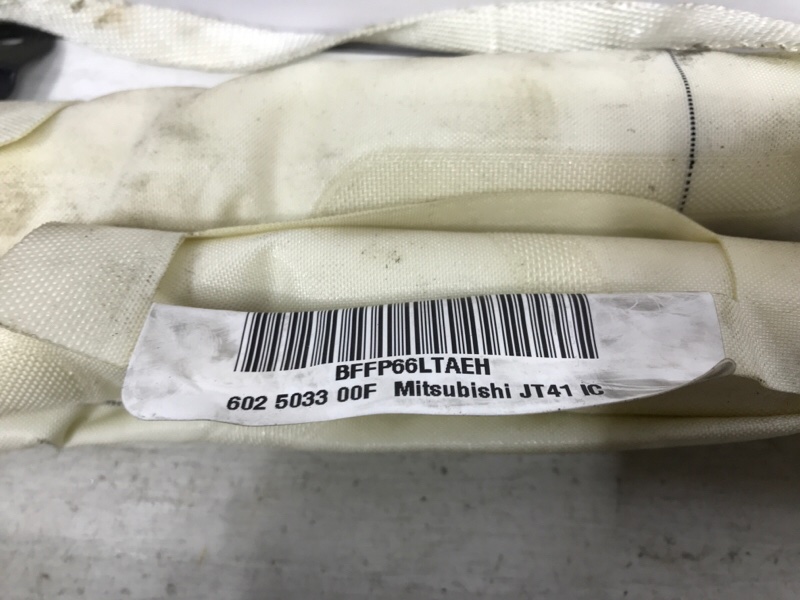 BFFP66LTAEH
602 5033 00F Mitsubishi JT41 IC